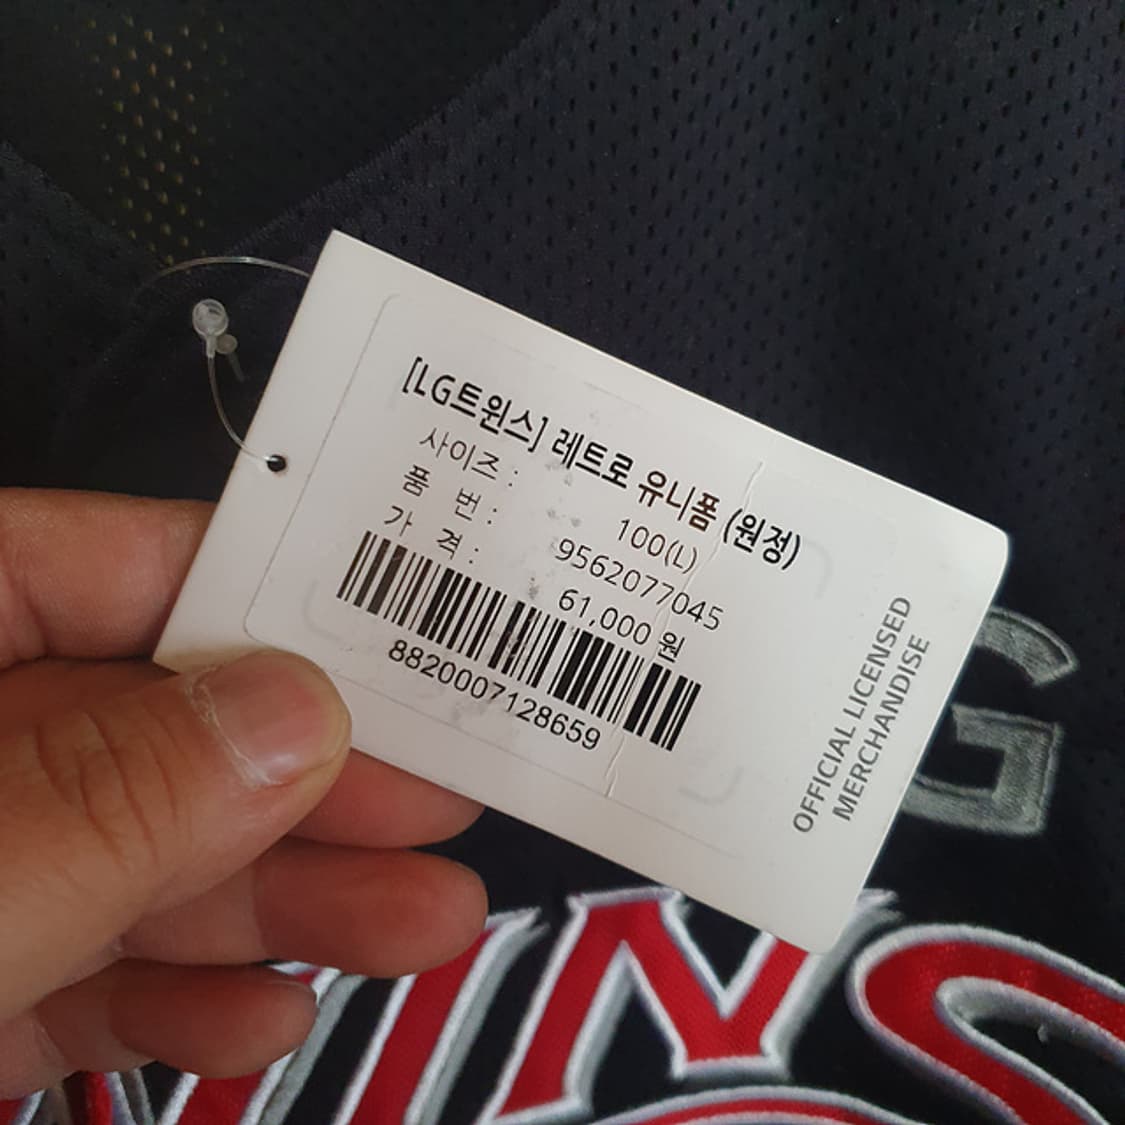 [LG트윈스] 레트로 유니폼 (원정)
사이즈 : 100(L)
품 번 : 9562077045
가 격 : 61,000 원
8820007128659
OFFICIAL LICENSED
MERCHANDISE
G
WINS